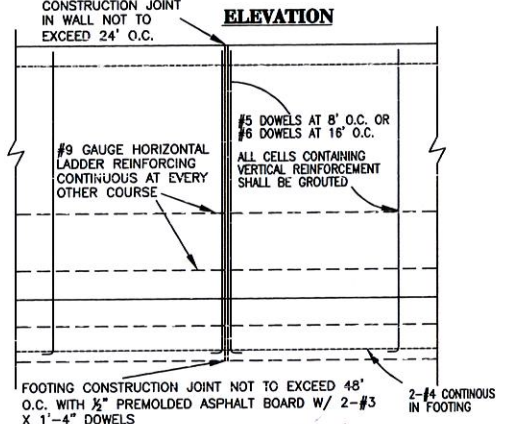 CONSTRUCTION JOINT
IN WALL NOT TO
EXCEED 24' O.C.
ELEVATION
#5 DOWELS AT 8' O.C. OR
#6 DOWELS AT 16' O.C.
#9 GAUGE HORIZONTAL
LADDER REINFORCING
CONTINUOUS AT EVERY
OTHER COURSE
ALL CELLS CONTAINING
VERTICAL REINFORCEMENT
SHALL BE GROUTED
FOOTING CONSTRUCTION JOINT NOT TO EXCEED 48'
O.C. WITH ½" PREMOLDED ASPHALT BOARD W/ 2-#3
X 1'-4" DOWELS
2-#4 CONTINOUS
IN FOOTING